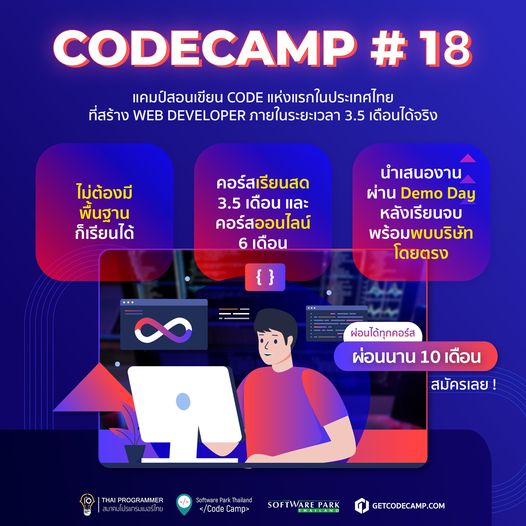 CODECAMP # 18
แคมป์สอนเขียน CODE แห่งแรกในประเทศไทย
ที่สร้าง WEB DEVELOPER ภายในระยะเวลา 3.5 เดือนได้จริง
ไม่ต้องมี
พื้นฐาน
ก็เรียนได้
คอร์สเรียนสด
3.5 เดือน และ
คอร์สออนไลน์
6 เดือน
นำเสนองาน
ผ่าน Demo Day
หลังเรียนจบ
พร้อมพบบริษัท
โดยตรง
{ }
ผ่อนได้ทุกคอร์ส
ผ่อนนาน 10 เดือน
สมัครเลย !
THAI PROGRAMMER
สมาคมโปรแกรมเมอร์ไทย
Software Park Thailand
</Code Camp>
SOFTWARE PARK
THAILAND
GETCODECAMP.COM